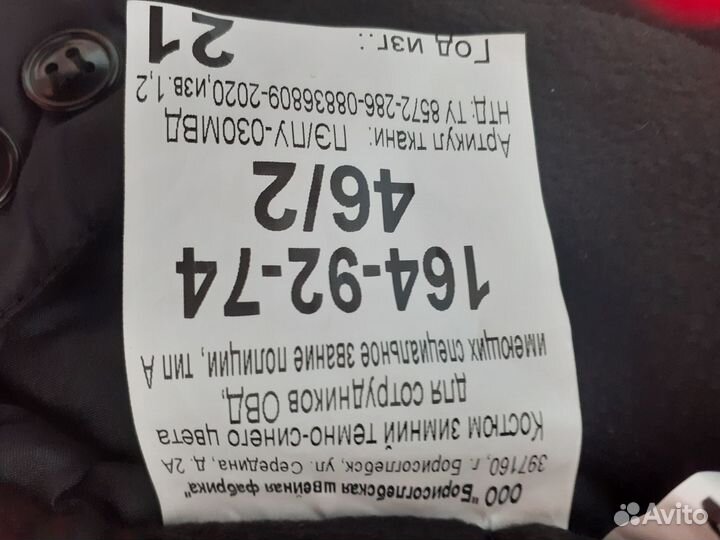 ООО "Борисоглебская швейная фабрика"
397160, г. Борисоглебск, ул. Середина, д. 2А
Костюм зимний темно-синего цвета
для сотрудников ОВД,
имеющих специальное звание полиции, тип А
164-92-74
46/2
Артикул ткани: ПЭ/ПУ-030МВД
НТД: ТУ 8572-286-08836809-2020,изв.1,2
Год изг.: 21
Avito